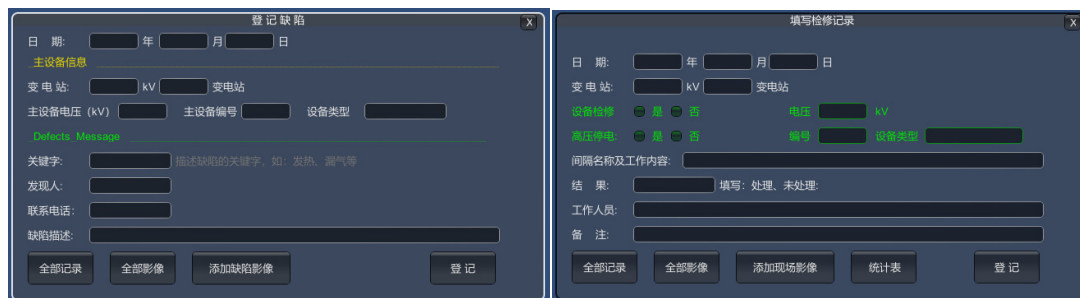 登 记 缺 陷
X
日 期: 年 月 日
主设备信息
变 电 站: kV 变电站
主设备电压（kV） 主设备编号 设备类型
_Defects_Message
关键字: 描述缺陷的关键字，如：发热、漏气等
发现人:
联系电话:
缺陷描述:
全部记录 全部影像 添加缺陷影像 登 记
填写检修记录
X
日 期: 年 月 日
变 电 站: kV 变电站
设备检修 是 否 电压 kV
高压停电: 是 否 编号 设备类型
间隔名称及工作内容:
结 果: 填写：处理、未处理:
工作人员:
备 注:
全部记录 全部影像 添加现场影像 统计表 登 记